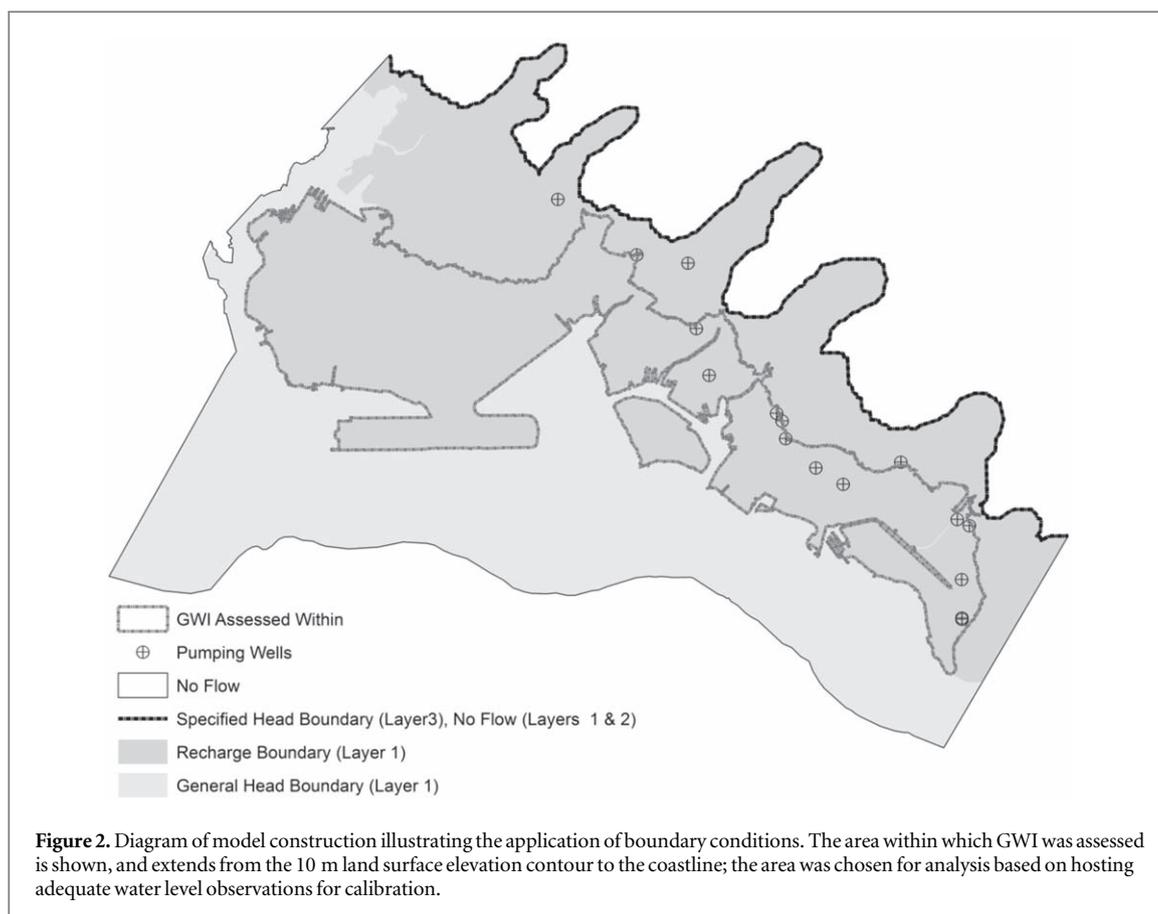 GWI Assessed Within
Pumping Wells
No Flow
Specified Head Boundary (Layer3), No Flow (Layers 1 & 2)
Recharge Boundary (Layer 1)
General Head Boundary (Layer 1)
Figure 2. Diagram of model construction illustrating the application of boundary conditions. The area within which GWI was assessed
is shown, and extends from the 10 m land surface elevation contour to the coastline; the area was chosen for analysis based on hosting
adequate water level observations for calibration.